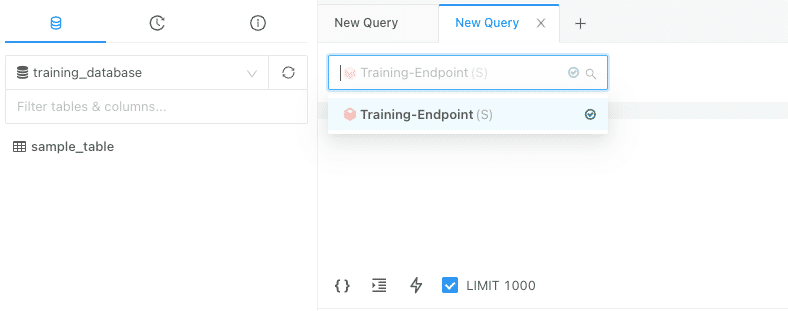 training_database
Filter tables & columns...
sample_table
New Query
New Query
Training-Endpoint (S)
Training-Endpoint (S)
{} LIMIT 1000